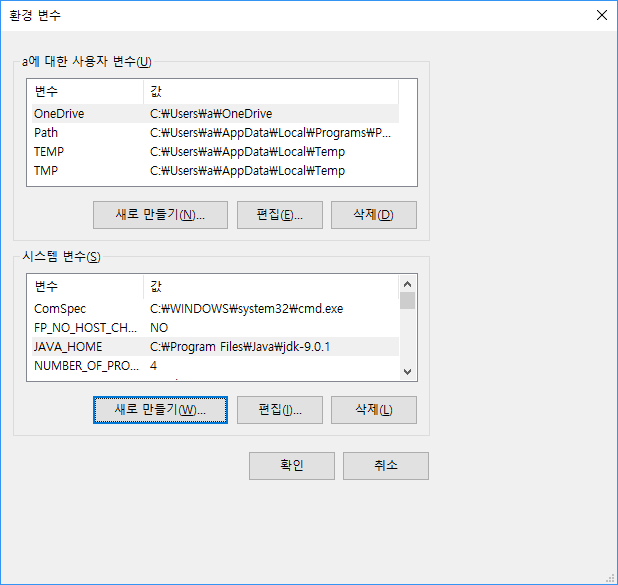 환경 변수
a에 대한 사용자 변수(U)
변수 값
OneDrive C:₩Users₩a₩OneDrive
Path C:₩Users₩a₩AppData₩Local₩Programs₩P...
TEMP C:₩Users₩a₩AppData₩Local₩Temp
TMP C:₩Users₩a₩AppData₩Local₩Temp
새로 만들기(N)... 편집(E)... 삭제(D)
시스템 변수(S)
변수 값
ComSpec C:₩WINDOWS₩system32₩cmd.exe
FP_NO_HOST_CH... NO
JAVA_HOME C:₩Program Files₩Java₩jdk-9.0.1
NUMBER_OF_PRO... 4
새로 만들기(W)... 편집(I)... 삭제(L)
확인 취소